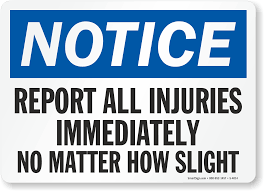 NOTICE
REPORT ALL INJURIES
IMMEDIATELY
NO MATTER HOW SLIGHT